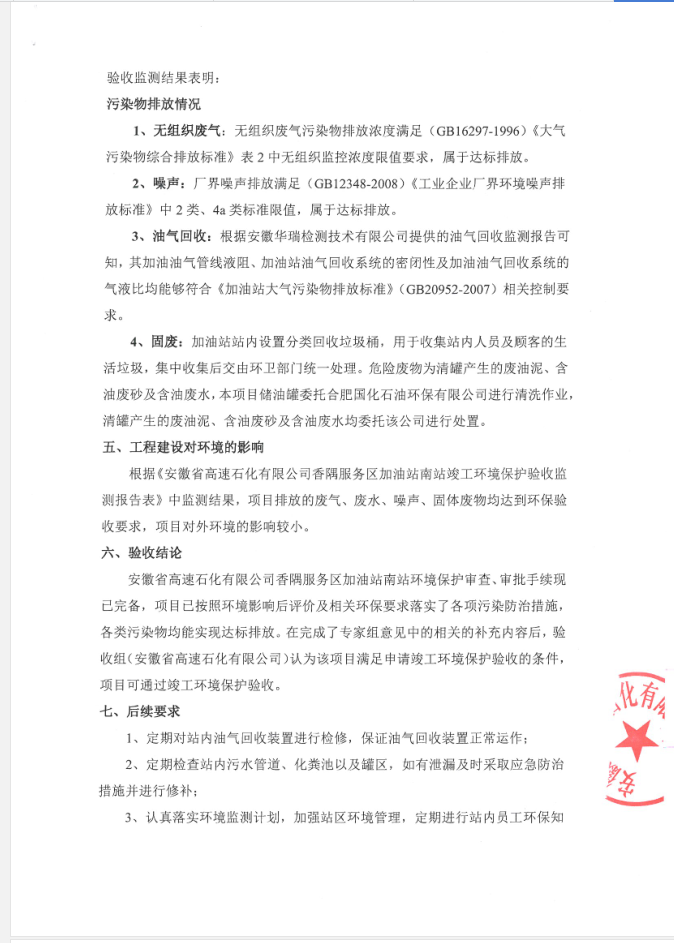 验收监测结果表明：
污染物排放情况
1、无组织废气：无组织废气污染物排放浓度满足（GB16297-1996）《大气
污染物综合排放标准》表 2 中无组织监控浓度限值要求，属于达标排放。
2、噪声：厂界噪声排放满足（GB12348-2008）《工业企业厂界环境噪声排
放标准》中 2 类、4a 类标准限值，属于达标排放。
3、油气回收：根据安徽华瑞检测技术有限公司提供的油气回收监测报告可
知，其加油油气管线液阻、加油站油气回收系统的密闭性及加油油气回收系统的
气液比均能够符合《加油站大气污染物排放标准》（GB20952-2007）相关控制要
求。
4、固废：加油站站内设置分类回收垃圾桶，用于收集站内人员及顾客的生
活垃圾，集中收集后交由环卫部门统一处理。危险废物为清罐产生的废油泥、含
油废砂及含油废水，本项目储油罐委托合肥国化石油环保有限公司进行清洗作业，
清罐产生的废油泥、含油废砂及含油废水均委托该公司进行处置。
五、工程建设对环境的影响
根据《安徽省高速石化有限公司香隅服务区加油站南站竣工环境保护验收监
测报告表》中监测结果，项目排放的废气、废水、噪声、固体废物均达到环保验
收要求，项目对外环境的影响较小。
六、验收结论
安徽省高速石化有限公司香隅服务区加油站南站环境保护审查、审批手续现
已完备，项目已按照环境影响后评价及相关环保要求落实了各项污染防治措施，
各类污染物均能实现达标排放。在完成了专家组意见中的相关的补充内容后，验
收组（安徽省高速石化有限公司）认为该项目满足申请竣工环境保护验收的条件，
项目可通过竣工环境保护验收。
七、后续要求
1、定期对站内油气回收装置进行检修，保证油气回收装置正常运作；
2、定期检查站内污水管道、化粪池以及罐区，如有泄漏及时采取应急防治
措施并进行修补；
3、认真落实环境监测计划，加强站区环境管理，定期进行站内员工环保知
化有
安